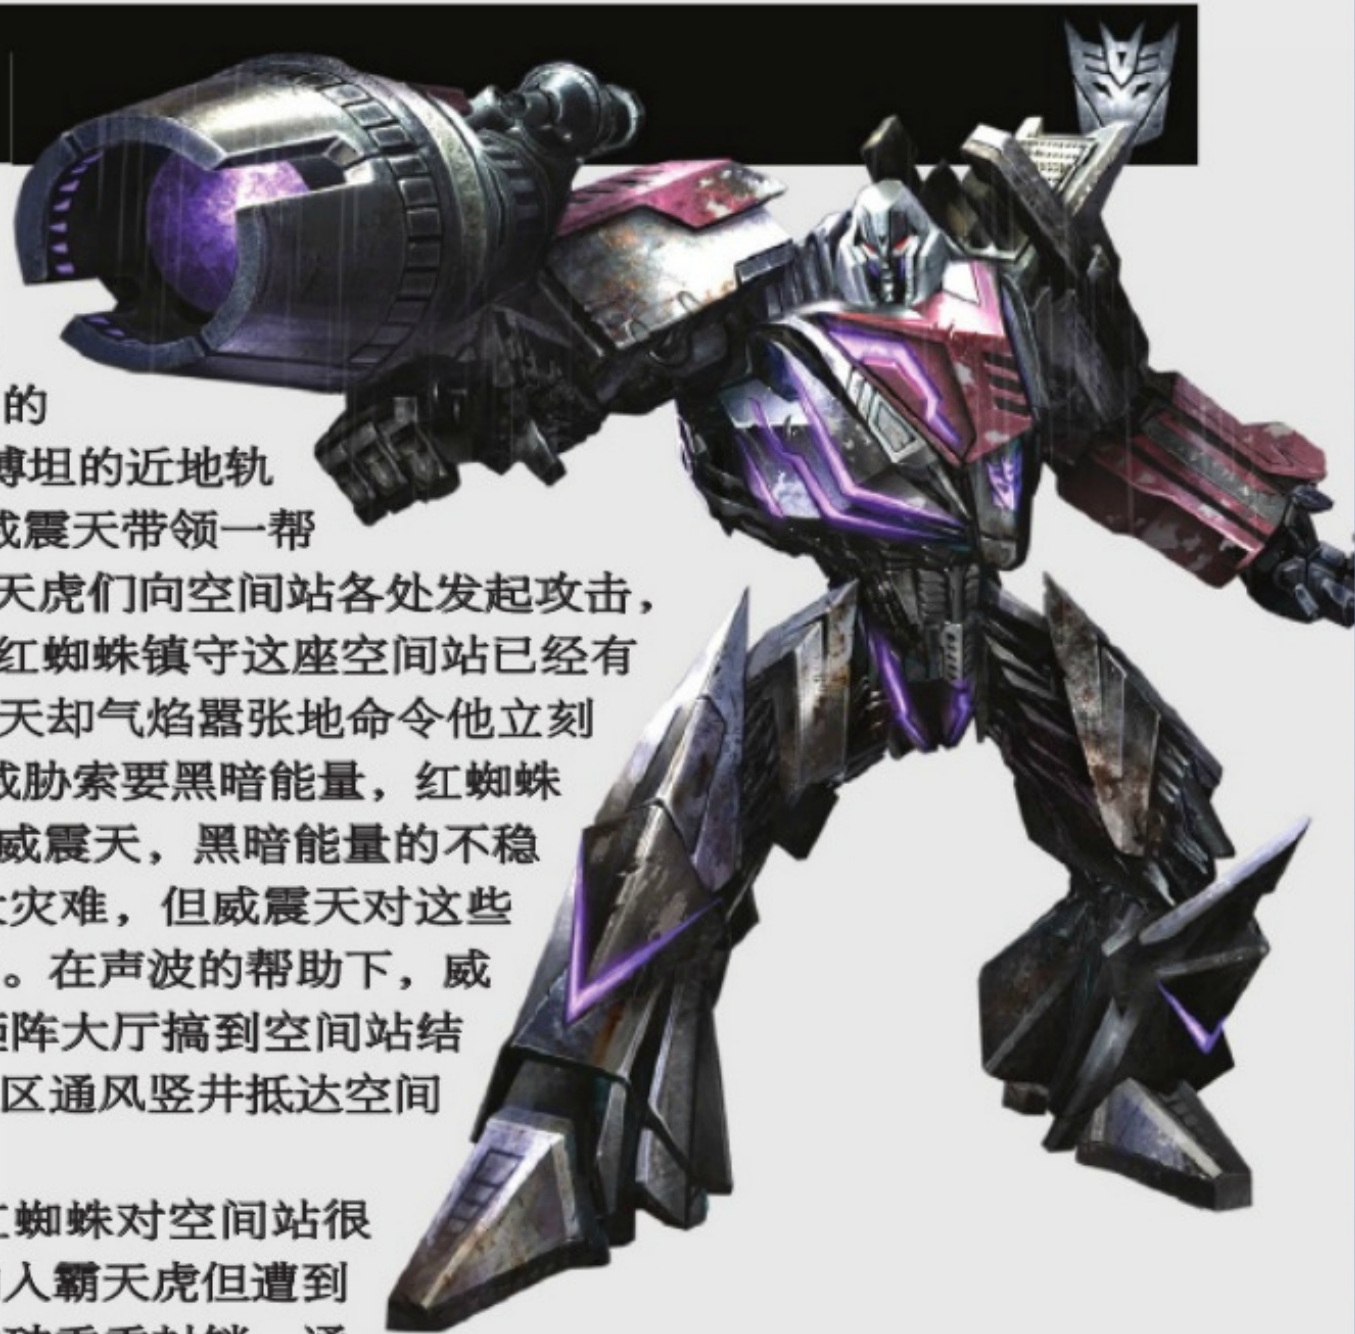 的
博坦的近地轨
威震天带领一帮
天虎们向空间站各处发起攻击，
红蜘蛛镇守这座空间站已经有
天却气焰嚣张地命令他立刻
胁索要黑暗能量，红蜘蛛
威震天，黑暗能量的不稳
灾难，但威震天对这些
。在声波的帮助下，威
阵大厅搞到空间站结
区通风竖井抵达空间
蜘蛛对空间站很
入霸天虎但遭到